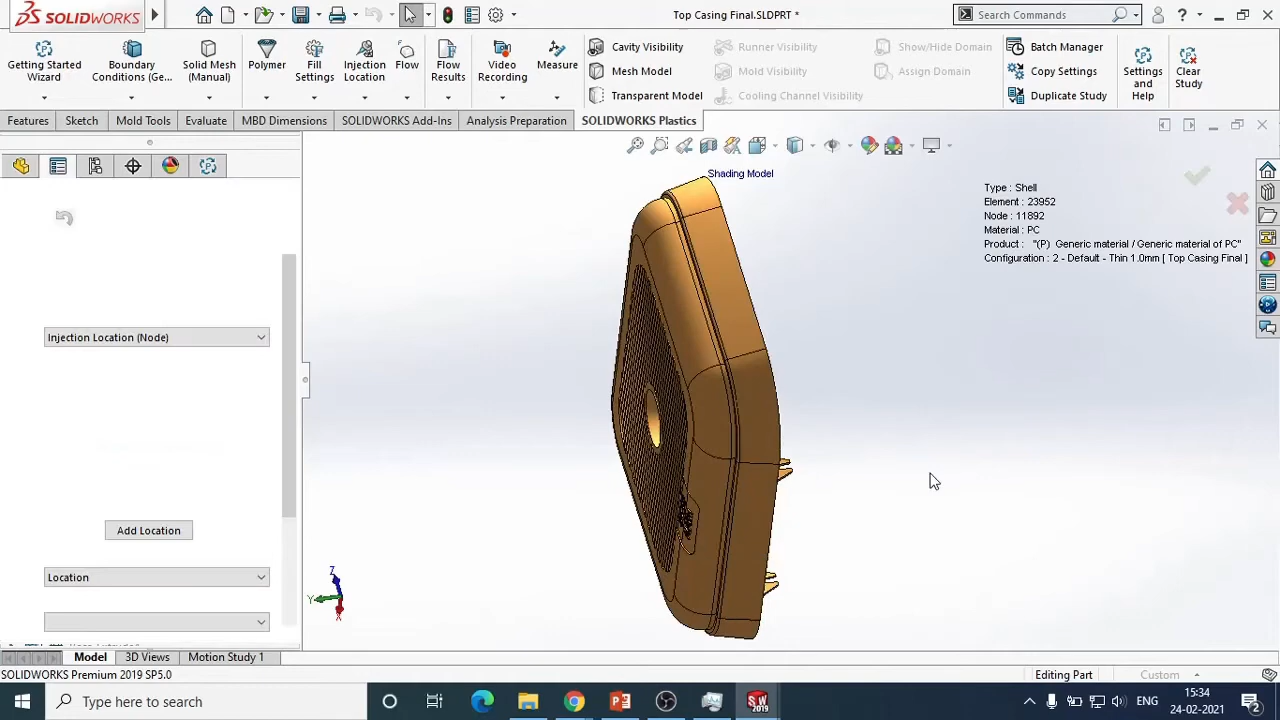 SOLIDWORKS
Top Casing Final.SLDPRT *
Search Commands
Getting Started Wizard
Boundary Conditions (Ge...
Solid Mesh (Manual)
Polymer
Fill Settings
Injection Location
Flow
Flow Results
Video Recording
Measure
Cavity Visibility
Mesh Model
Transparent Model
Runner Visibility
Mold Visibility
Cooling Channel Visibility
Show/Hide Domain
Assign Domain
Batch Manager
Copy Settings
Duplicate Study
Settings and Help
Clear Study
Features
Sketch
Mold Tools
Evaluate
MBD Dimensions
SOLIDWORKS Add-Ins
Analysis Preparation
SOLIDWORKS Plastics
Shading Model
Type : Shell
Element : 23952
Node : 11892
Material : PC
Product : "(P) Generic material / Generic material of PC"
Configuration : 2 - Default - Thin 1.0mm [ Top Casing Final ]
Injection Location (Node)
Add Location
Location
Z
Y
X
Model
3D Views
Motion Study 1
SOLIDWORKS Premium 2019 SP5.0
Editing Part
Custom
Type here to search
ENG
15:34
24-02-2021
2